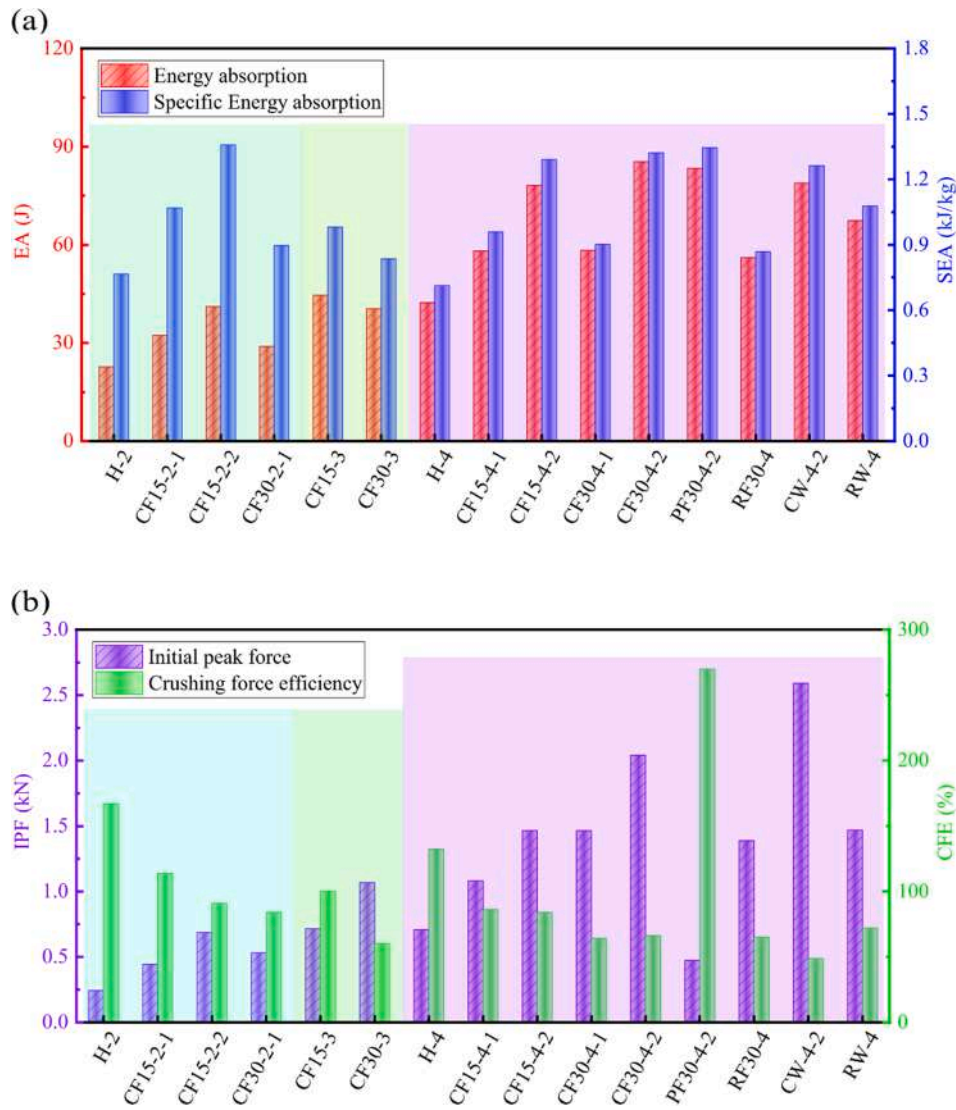 (a)
120
90
60
30
0
EA (J)
Energy absorption
Specific Energy absorption
1.8
1.5
1.2
0.9
0.6
0.3
0.0
SEA (kJ/kg)
H-2
CF15-2-1
CF15-2-2
CF30-2-1
CF15-3
CF30-3
H-4
CF15-4-1
CF15-4-2
CF30-4-1
CF30-4-2
PF30-4-2
RF30-4
CW-4-2
RW-4
(b)
3.0
2.5
2.0
1.5
1.0
0.5
0.0
IPF (kN)
Initial peak force
Crushing force efficiency
300
200
100
0
CFE (%)
H-2
CF15-2-1
CF15-2-2
CF30-2-1
CF15-3
CF30-3
H-4
CF15-4-1
CF15-4-2
CF30-4-1
CF30-4-2
PF30-4-2
RF30-4
CW-4-2
RW-4